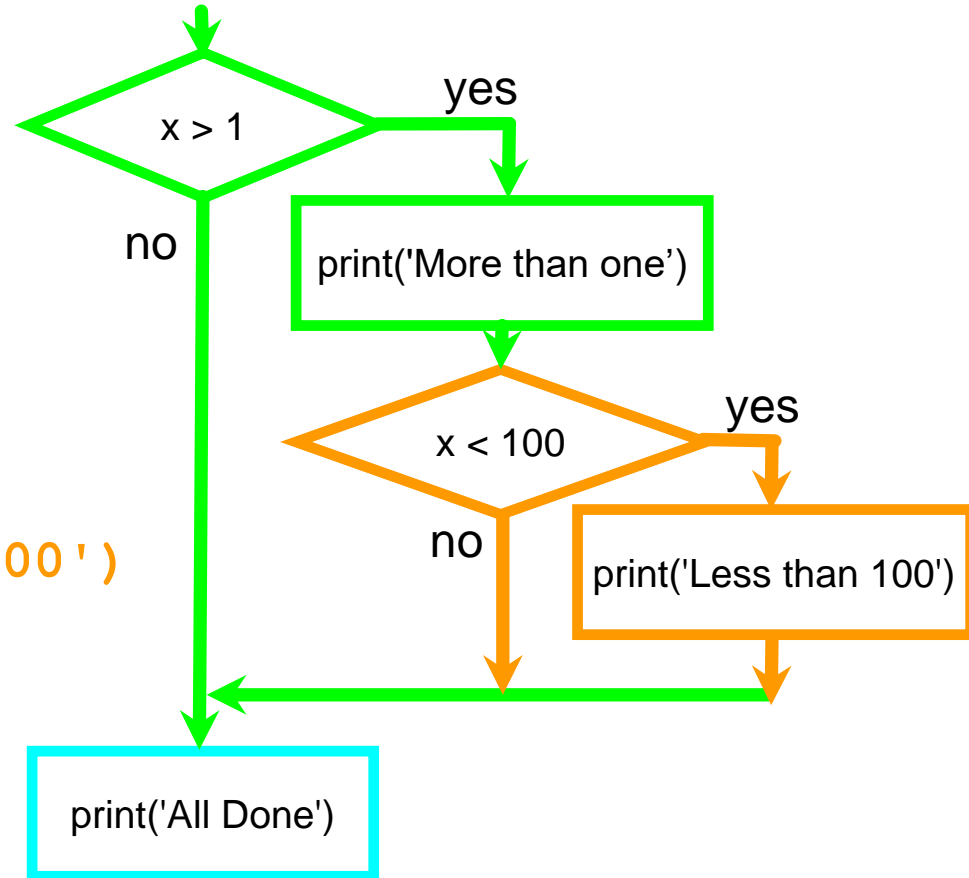 yes
x > 1
no
print('More than one’)
yes
x < 100
no
00')
print('Less than 100')
print('All Done')